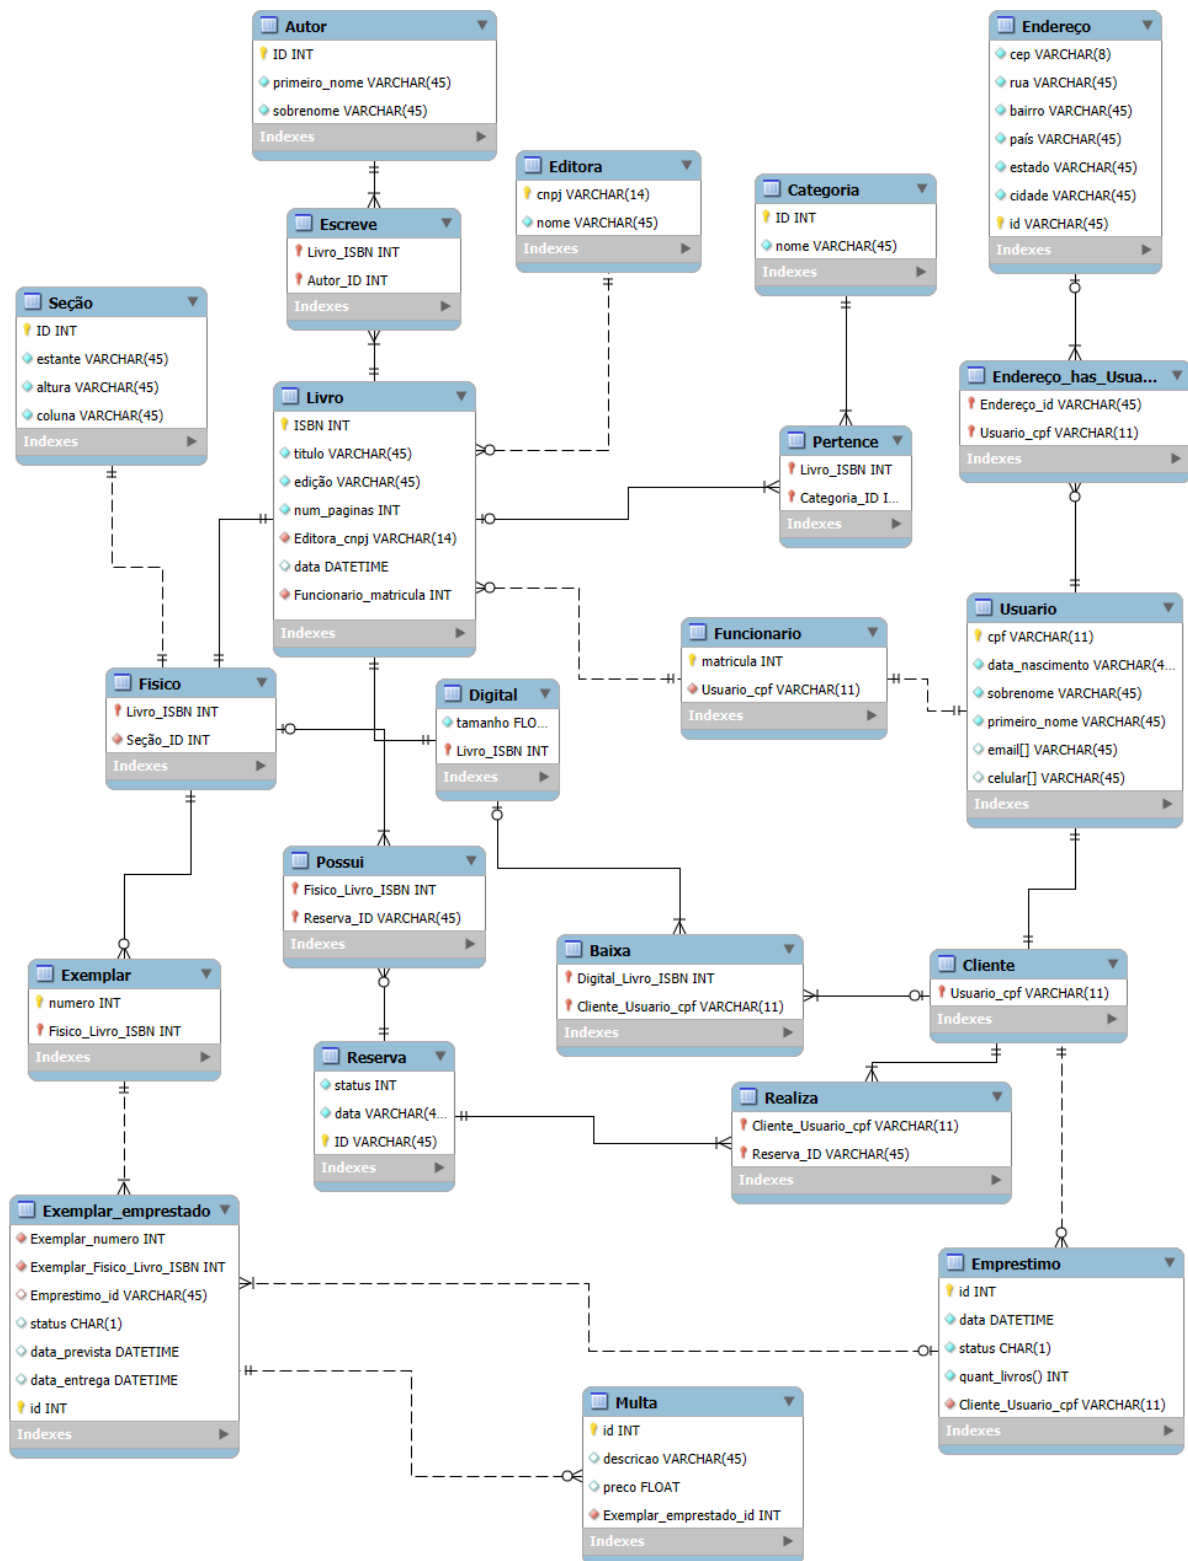 Autor
ID INT
primeiro_nome VARCHAR(45)
sobrenome VARCHAR(45)
Indexes
Endereço
cep VARCHAR(8)
rua VARCHAR(45)
bairro VARCHAR(45)
país VARCHAR(45)
estado VARCHAR(45)
cidade VARCHAR(45)
id VARCHAR(45)
Indexes
Editora
cnpj VARCHAR(14)
nome VARCHAR(45)
Indexes
Categoria
ID INT
nome VARCHAR(45)
Indexes
Escreve
Livro_ISBN INT
Autor_ID INT
Indexes
Seção
ID INT
estante VARCHAR(45)
altura VARCHAR(45)
coluna VARCHAR(45)
Indexes
Endereço_has_Usua...
Endereço_id VARCHAR(45)
Usuario_cpf VARCHAR(11)
Indexes
Livro
ISBN INT
titulo VARCHAR(45)
edição VARCHAR(45)
num_paginas INT
Editora_cnpj VARCHAR(14)
data DATETIME
Funcionario_matricula INT
Indexes
Pertence
Livro_ISBN INT
Categoria_ID I...
Indexes
Usuario
cpf VARCHAR(11)
data_nascimento VARCHAR(4...
sobrenome VARCHAR(45)
primeiro_nome VARCHAR(45)
email[] VARCHAR(45)
celular[] VARCHAR(45)
Indexes
Funcionario
matricula INT
Usuario_cpf VARCHAR(11)
Indexes
Fisico
Livro_ISBN INT
Seção_ID INT
Indexes
Digital
tamanho FLO...
Livro_ISBN INT
Indexes
Possui
Fisico_Livro_ISBN INT
Reserva_ID VARCHAR(45)
Indexes
Baixa
Digital_Livro_ISBN INT
Cliente_Usuario_cpf VARCHAR(11)
Indexes
Cliente
Usuario_cpf VARCHAR(11)
Indexes
Exemplar
numero INT
Fisico_Livro_ISBN INT
Indexes
Reserva
status INT
data VARCHAR(4...
ID VARCHAR(45)
Indexes
Realiza
Cliente_Usuario_cpf VARCHAR(11)
Reserva_ID VARCHAR(45)
Indexes
Exemplar_emprestado
Exemplar_numero INT
Exemplar_Fisico_Livro_ISBN INT
Emprestimo_id VARCHAR(45)
status CHAR(1)
data_prevista DATETIME
data_entrega DATETIME
id INT
Indexes
Emprestimo
id INT
data DATETIME
status CHAR(1)
quant_livros() INT
Cliente_Usuario_cpf VARCHAR(11)
Indexes
Multa
id INT
descricao VARCHAR(45)
preco FLOAT
Exemplar_emprestado_id INT
Indexes